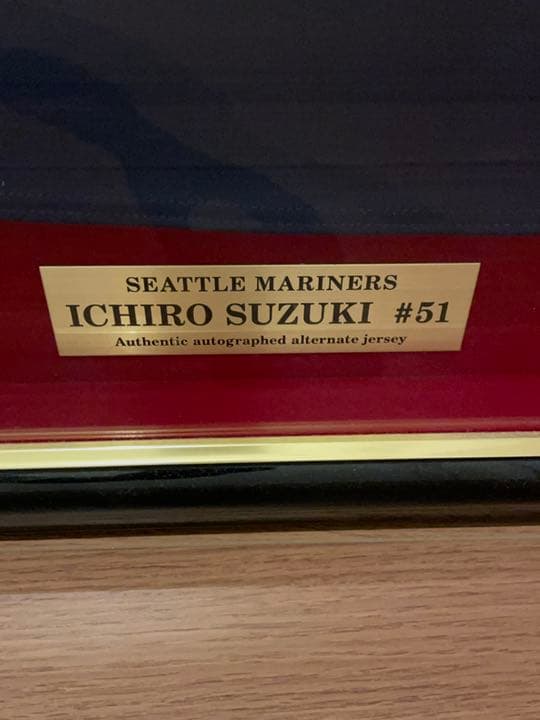 SEATTLE MARINERS
ICHIRO SUZUKI #51
Authentic autographed alternate jersey